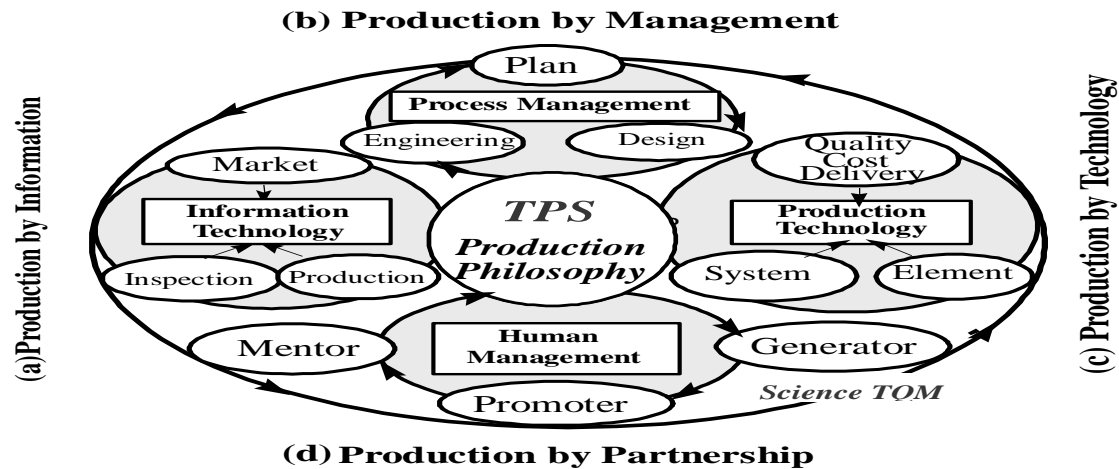 (b) Production by Management
Plan
Process Management
Engineering
Design
Market
Quality
Cost
Delivery
(a)Production by Information
Information
Technology
TPS
Production
Philosophy
Production
Technology
(c) Production by Technology
Inspection
Production
System
Element
Mentor
Human
Management
Generator
Promoter
Science TQM
(d) Production by Partnership